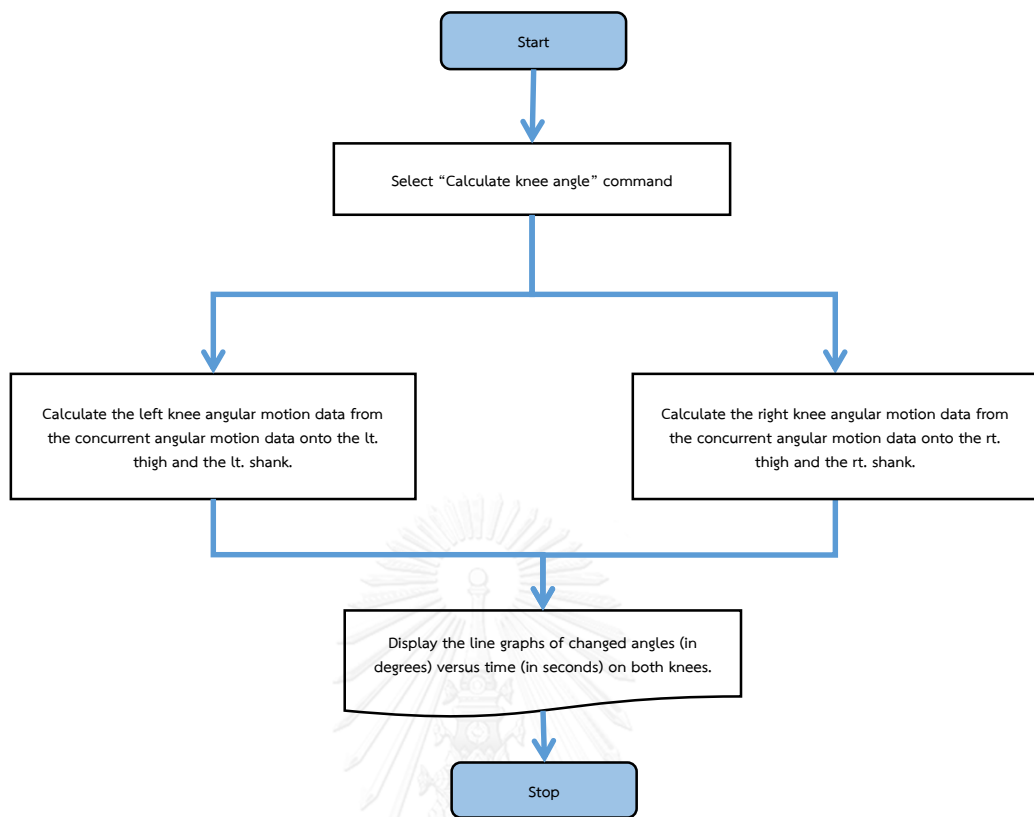 Start
Select “Calculate knee angle” command
Calculate the left knee angular motion data from
the concurrent angular motion data onto the lt.
thigh and the lt. shank.
Calculate the right knee angular motion data from
the concurrent angular motion data onto the rt.
thigh and the rt. shank.
Display the line graphs of changed angles (in
degrees) versus time (in seconds) on both knees.
Stop